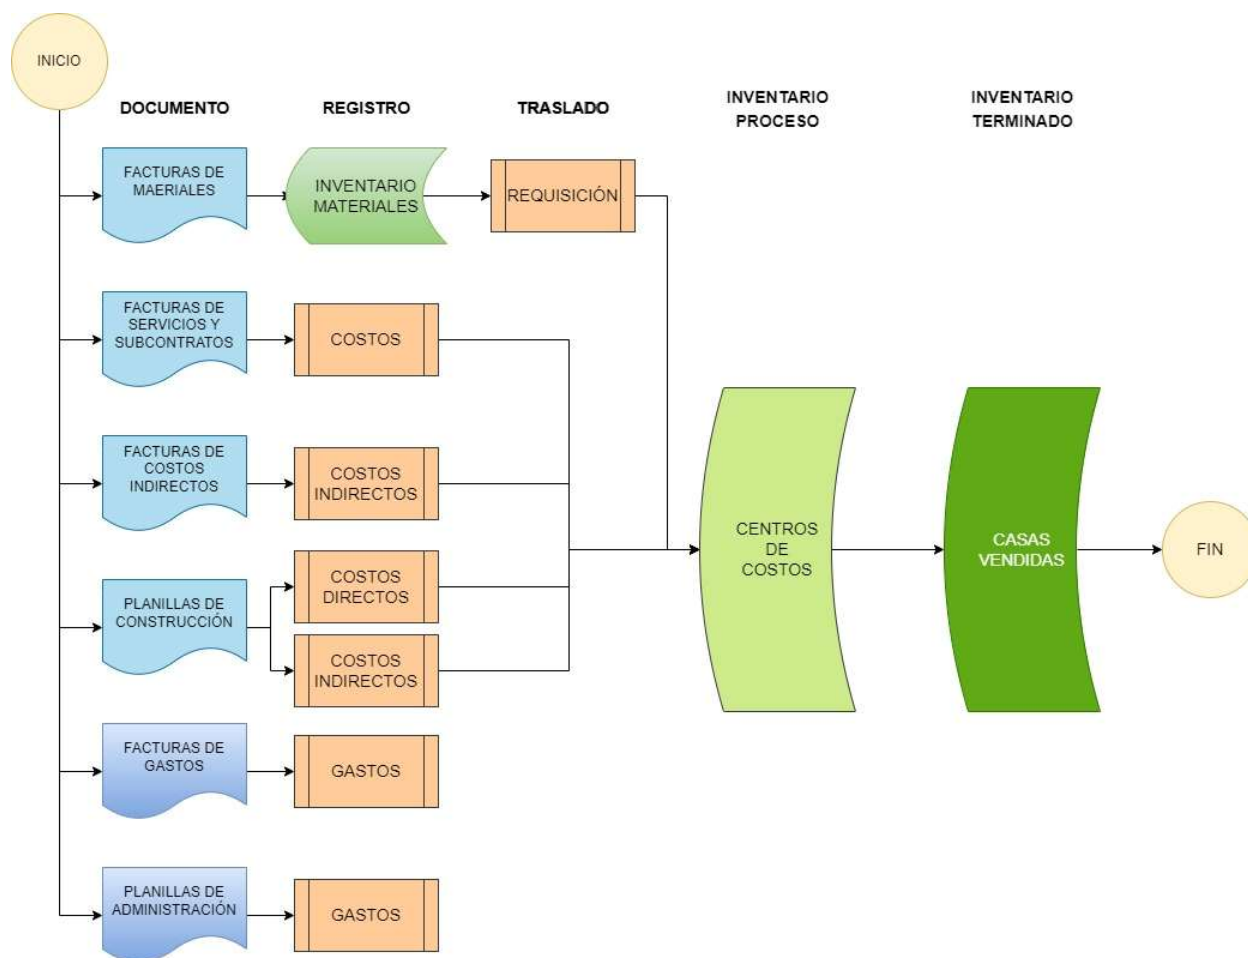 INICIO
DOCUMENTO
REGISTRO
TRASLADO
INVENTARIO
PROCESO
INVENTARIO
TERMINADO
FACTURAS DE
MAERIALES
INVENTARIO
MATERIALES
REQUISICIÓN
FACTURAS DE
SERVICIOS Y
SUBCONTRATOS
COSTOS
FACTURAS DE
COSTOS
INDIRECTOS
COSTOS
INDIRECTOS
PLANILLAS DE
CONSTRUCCIÓN
COSTOS
DIRECTOS
COSTOS
INDIRECTOS
CENTROS
DE
COSTOS
CASAS
VENDIDAS
FIN
FACTURAS DE
GASTOS
GASTOS
PLANILLAS DE
ADMINISTRACIÓN
GASTOS